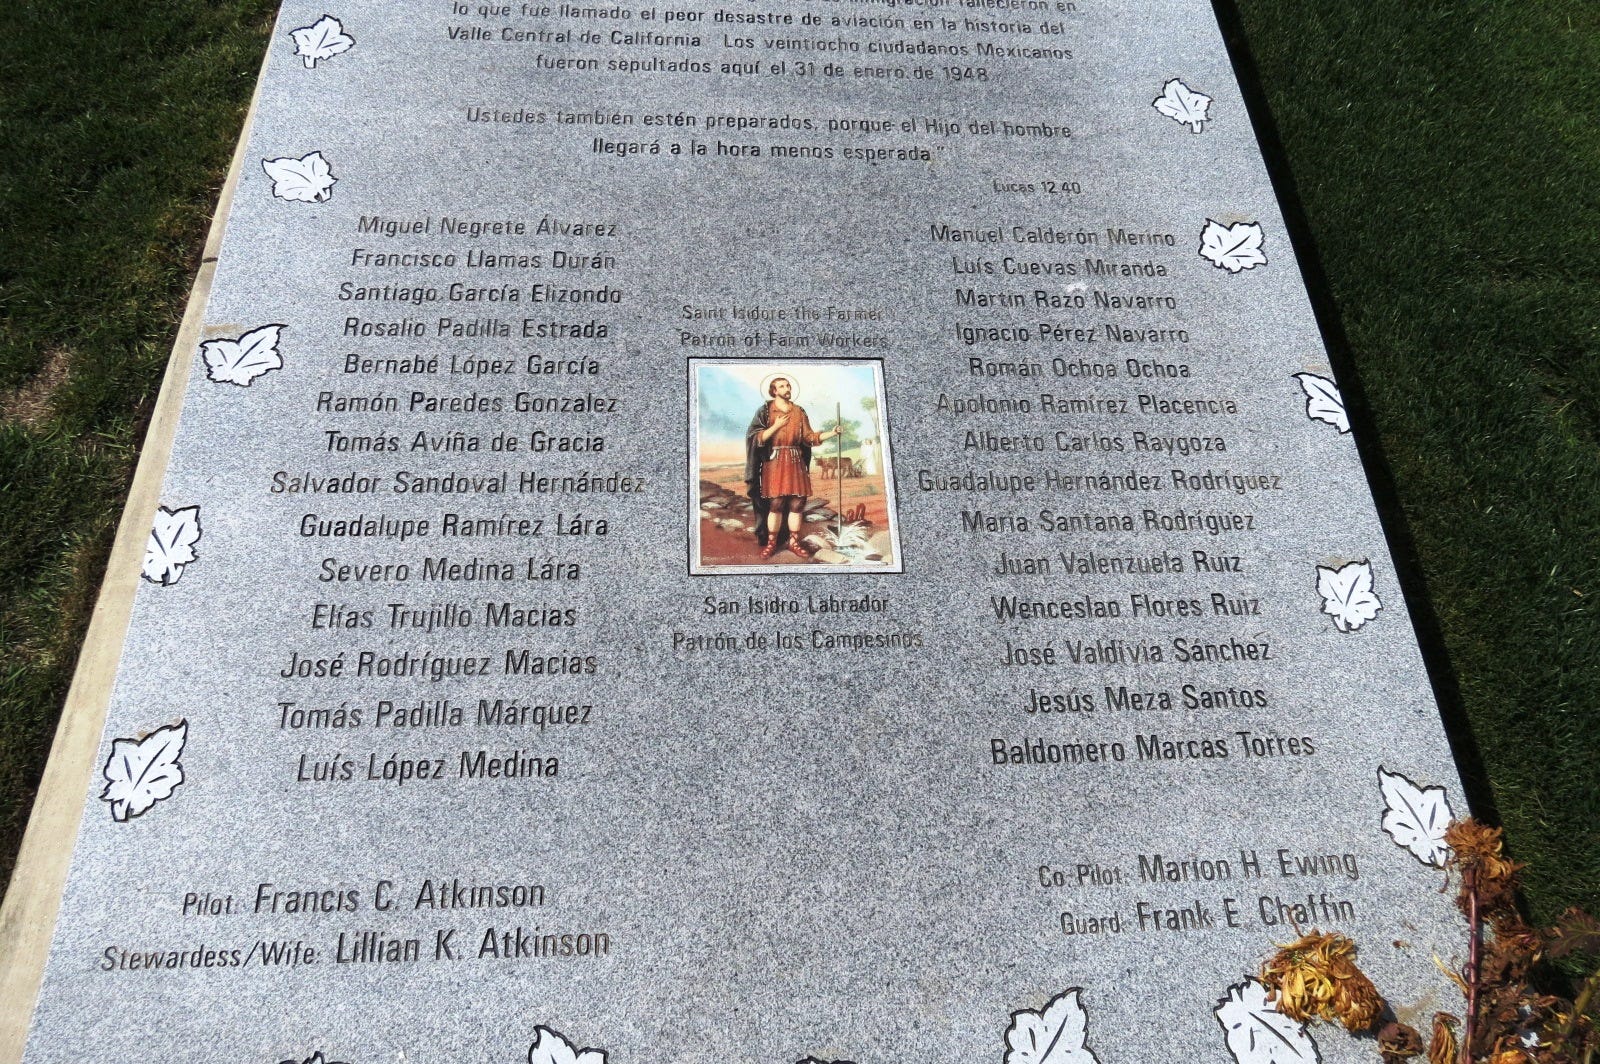 inmigración fallecieron en
lo que fue llamado el peor desastre de aviación en la historia del
Valle Central de California Los veintiocho ciudadanos Mexicanos
fueron sepultados aquí el 31 de enero de 1948
Ustedes también estén preparados, porque el Hijo del hombre
llegará a la hora menos esperada."
Lucas 12.40
Miguel Negrete Álvarez
Francisco Llamas Durán
Santiago García Elizondo
Rosalio Padilla Estrada
Bernabé López García
Ramón Paredes Gonzalez
Tomás Avíña de Gracia
Salvador Sandoval Hernández
Guadalupe Ramírez Lára
Severo Medina Lára
Elías Trujillo Macias
José Rodríguez Macias
Tomás Padilla Márquez
Luís López Medina
Saint Isidore the Farmer
Patron of Farm Workers
San Isidro Labrador
Patrón de los Campesinos
Manuel Calderón Merino
Luís Cuevas Miranda
Martín Razo Navarro
Ignacio Pérez Navarro
Román Ochoa Ochoa
Apolonio Ramírez Placencia
Alberto Carlos Raygoza
Guadalupe Hernández Rodríguez
Maria Santana Rodríguez
Juan Valenzuela Ruiz
Wenceslao Flores Ruiz
José Valdivia Sánchez
Jesús Meza Santos
Baldomero Marcas Torres
Pilot: Francis C. Atkinson
Stewardess/Wife: Lillian K. Atkinson
Co. Pilot: Marion H. Ewing
Guard: Frank E. Chaffin